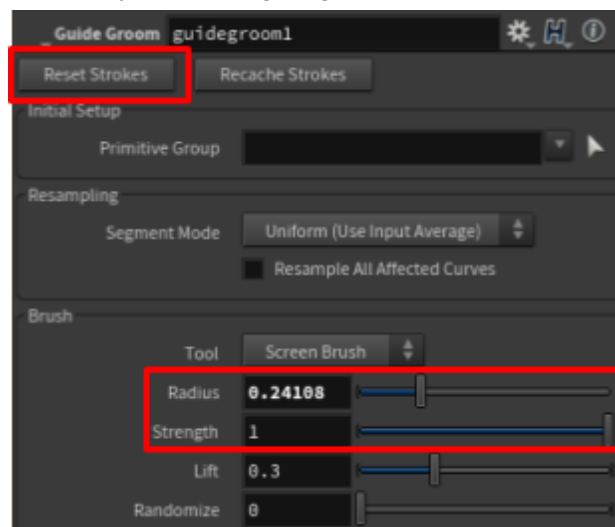 Guide Groom guidegroom1
Reset Strokes Recache Strokes
Initial Setup
Primitive Group
Resampling
Segment Mode Uniform (Use Input Average)
Resample All Affected Curves
Brush
Tool Screen Brush
Radius 0.24108
Strength 1
Lift 0.3
Randomize 0